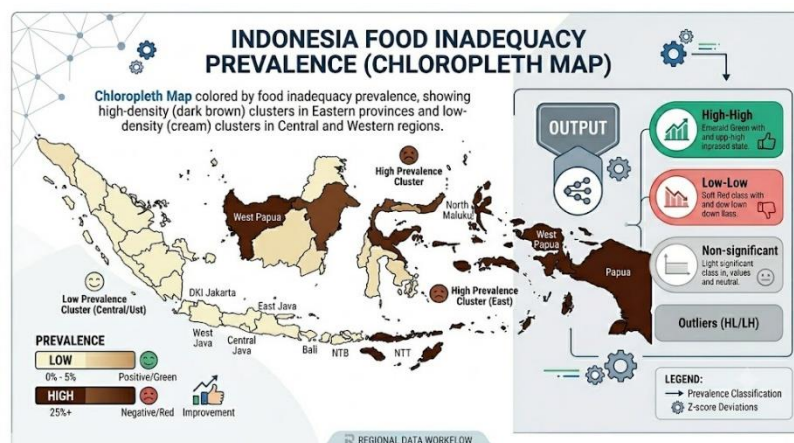 INDONESIA FOOD INADEQUACY
PREVALENCE (CHLOROPLETH MAP)
Chloropleth Map colored by food inadequacy prevalence, showing
high-density (dark brown) clusters in Eastern provinces and low-
density (cream) clusters in Central and Western regions.
High Prevalence
Cluster
West Papua
North
Maluku
West
Papua
Papua
Low Prevalence
Cluster (Central/Ust)
DKI Jakarta
East Java
High Prevalence
Cluster (East)
West
Java
Central
Java
Bali
NTB
NTT
PREVALENCE
LOW
0% - 5%
Positive/Green
HIGH
25%+
Negative/Red
Improvement
OUTPUT
High-High
Emerald Green with
and upp-high
inprased state.
Low-Low
Soft Red class with
and dow lown
down llass.
Non-significant
Light significant
class in, values
and neutral.
Outliers (HL/LH)
LEGEND:
Prevalence Classification
Z-score Deviations
REGIONAL DATA WORKFLOW